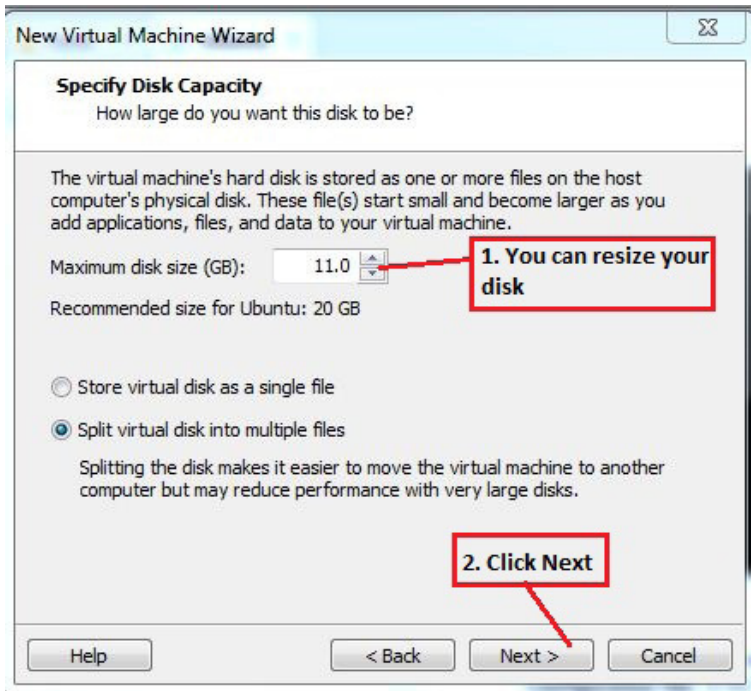 New Virtual Machine Wizard
Specify Disk Capacity
How large do you want this disk to be?
The virtual machine's hard disk is stored as one or more files on the host
computer's physical disk. These file(s) start small and become larger as you
add applications, files, and data to your virtual machine.
Maximum disk size (GB): 11.0
1. You can resize your
disk
Recommended size for Ubuntu: 20 GB
Store virtual disk as a single file
Split virtual disk into multiple files
Splitting the disk makes it easier to move the virtual machine to another
computer but may reduce performance with very large disks.
2. Click Next
Help < Back Next > Cancel